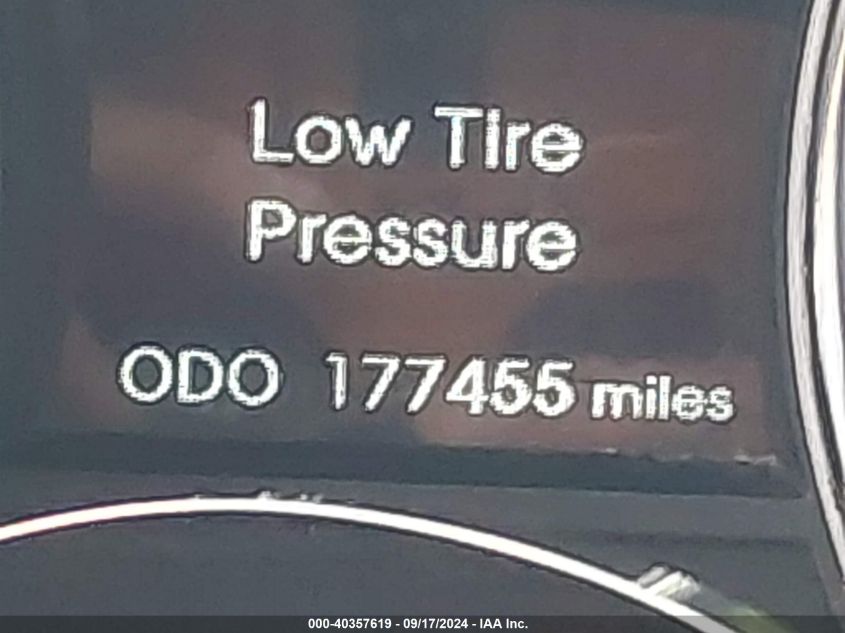 Low Tire
Pressure
ODO 177455 miles
000-40357619 - 09/17/2024 - IAA Inc.